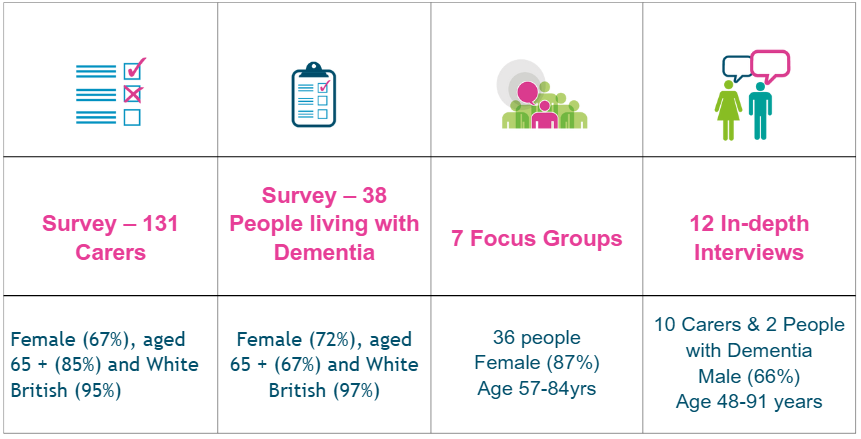 Survey – 131
Carers
Survey – 38
People living with
Dementia
7 Focus Groups
12 In-depth
Interviews
Female (67%), aged
65 + (85%) and White
British (95%)
Female (72%), aged
65 + (67%) and White
British (97%)
36 people
Female (87%)
Age 57-84yrs
10 Carers & 2 People
with Dementia
Male (66%)
Age 48-91 years